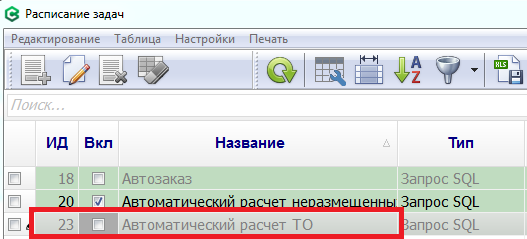 Расписание задач
Редактирование Таблица Настройки Печать
A
Z
XLS
Поиск...
ИД Вкл Название Тип
18 Автозаказ Запрос SQL
20 Автоматический расчет неразмещенны Запрос SQL
23 Автоматический расчет ТО Запрос SQL